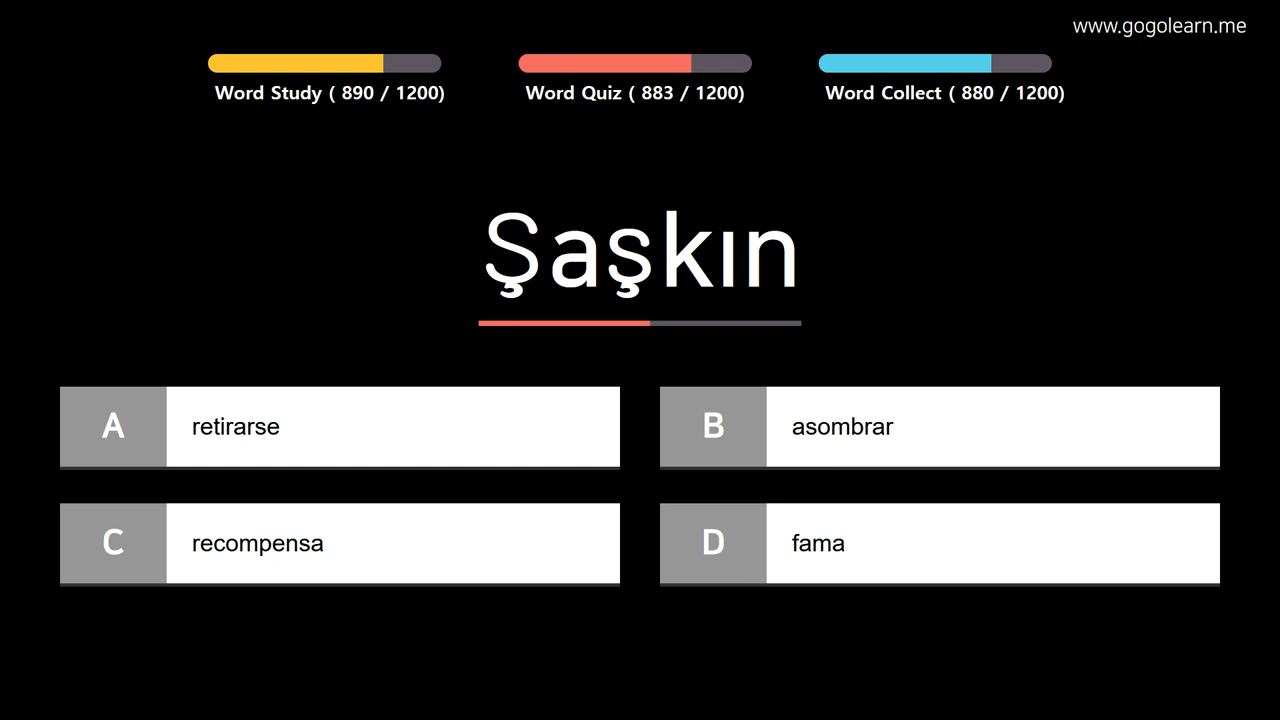 www.gogolearn.me
Word Study ( 890 / 1200)
Word Quiz ( 883 / 1200)
Word Collect ( 880 / 1200)
Şaşkın
A
retirarse
B
asombrar
C
recompensa
D
fama